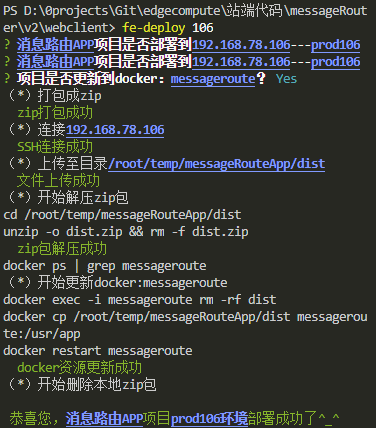 PS D:\0projects\Git\edgecompute\站端代码\messageRout
er\v2\webclient> fe-deploy 106
? 消息路由APP项目是否部署到192.168.78.106---prod106
? 消息路由APP项目是否部署到192.168.78.106---prod106
? 项目是否更新到docker：messageroute？ Yes
（*）打包成zip
zip打包成功
（*）连接192.168.78.106
SSH连接成功
（*）上传至目录/root/temp/messageRouteApp/dist
文件上传成功
（*）开始解压zip包
cd /root/temp/messageRouteApp/dist
unzip -o dist.zip && rm -f dist.zip
zip包解压成功
docker ps | grep messageroute
（*）开始更新docker:messageroute
docker exec -i messageroute rm -rf dist
docker cp /root/temp/messageRouteApp/dist messagerou
te:/usr/app
docker restart messageroute
docker资源更新成功
（*）开始删除本地zip包
恭喜您，消息路由APP项目prod106环境部署成功了^_^